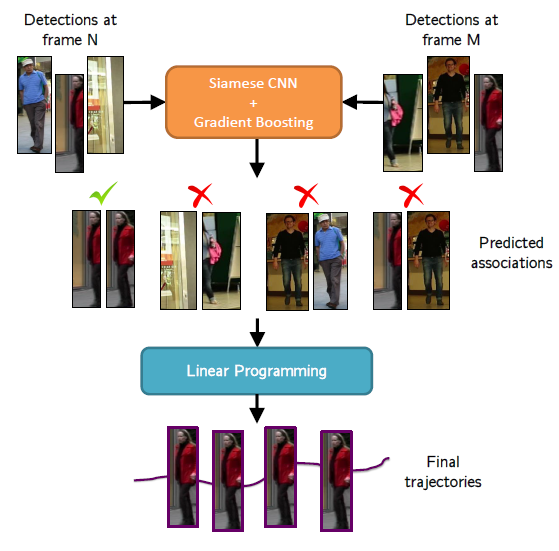 Detections at
frame N
Detections at
frame M
Siamese CNN
+
Gradient Boosting
Predicted
associations
Linear Programming
Final
trajectories